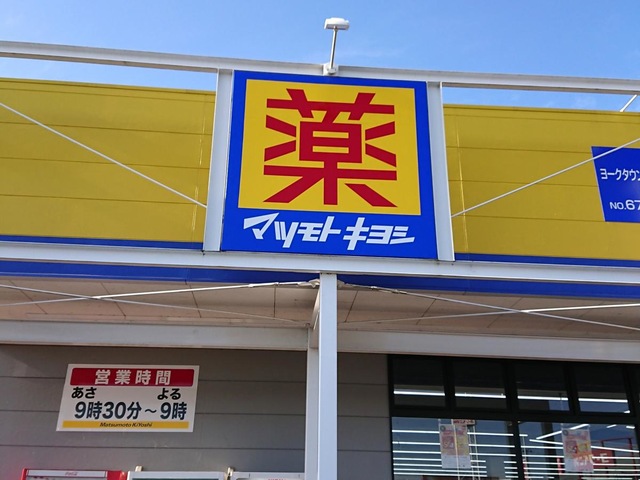 薬
マツモトキヨシ
ヨークタウン
NO.67
営業時間
あさ よる
9時30分～9時
Matsumoto KiYoshi